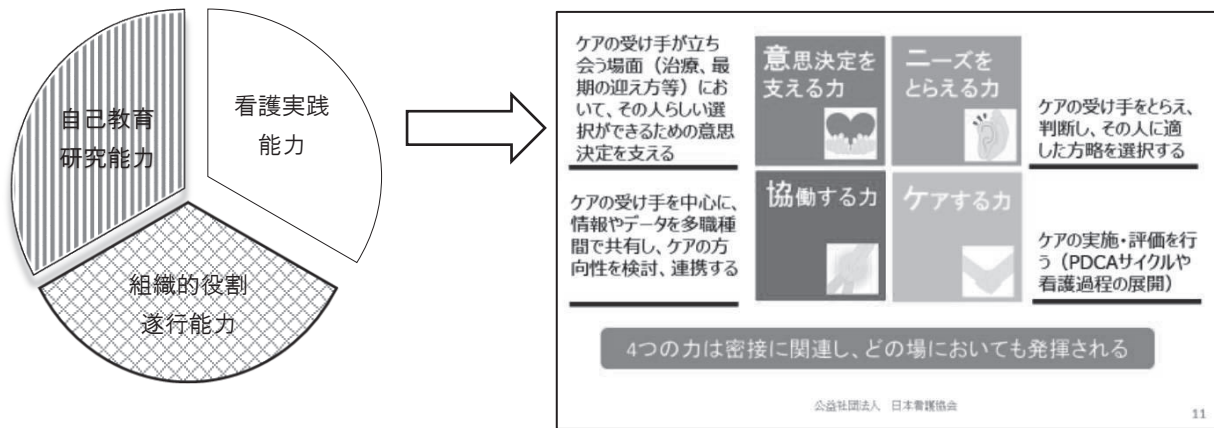 自己教育
研究能力
看護実践
能力
組織的役割
遂行能力
ケアの受け手が立ち
会う場面（治療、最
期の迎え方等）にお
いて、その人らしい選
択ができるための意思
決定を支える
意思決定を
支える力
ニーズを
とらえる力
ケアの受け手をとらえ、
判断し、その人に適
した方略を選択する
ケアの受け手を中心に、
情報やデータを多職種
間で共有し、ケアの方
向性を検討、連携する
協働する力
ケアする力
ケアの実施・評価を行
う（PDCAサイクルや
看護過程の展開）
4つの力は密接に関連し、どの場においても発揮される
公益社団法人 日本看護協会
11